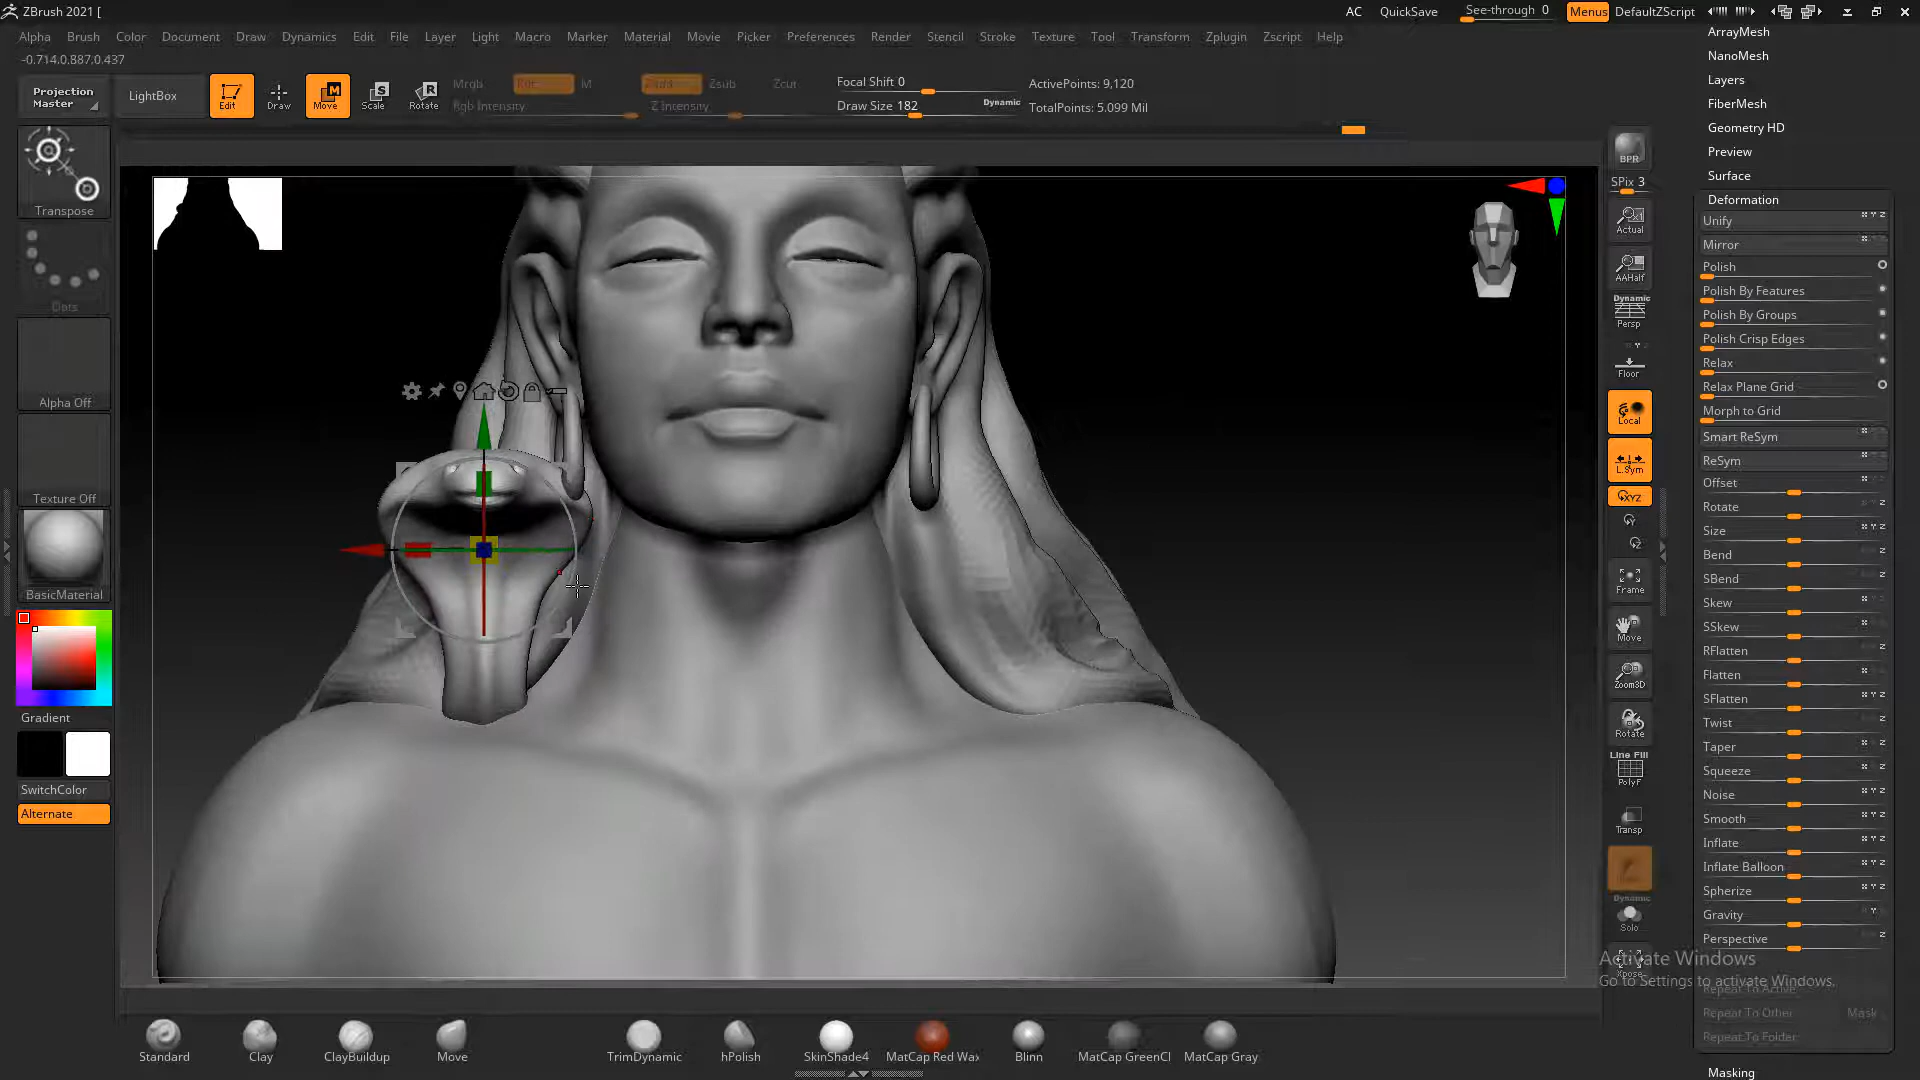 ZBrush 2021 [
AC QuickSave See-through 0 Menus DefaultZScript
Alpha Brush Color Document Draw Dynamics Edit File Layer Light Macro Marker Material Movie Picker Preferences Render Stencil Stroke Texture Tool Transform Zplugin Zscript Help
-0.714,0.887,0.437
Projection
Master
LightBox
Edit
Draw
Move
Scale
Rotate
Mrgb
M
Zsub
Zcut
Rgb Intensity
Z Intensity
Focal Shift 0
Draw Size 182
Dynamic
ActivePoints: 9,120
TotalPoints: 5.099 Mil
Transpose
Dots
Alpha Off
Texture Off
BasicMaterial
Gradient
SwitchColor
Alternate
BPR
SPix 3
Actual
AAHalf
Dynamic
Persp
Floor
Local
L.Sym
XYZ
Frame
Move
Zoom3D
Rotate
Line Fill
PolyF
Transp
Dynamic
Solo
Xpose
ArrayMesh
NanoMesh
Layers
FiberMesh
Geometry HD
Preview
Surface
Deformation
Unify
Mirror
Polish
Polish By Features
Polish By Groups
Polish Crisp Edges
Relax
Relax Plane Grid
Morph to Grid
Smart ReSym
ReSym
Offset
Rotate
Size
Bend
SBend
Skew
SSkew
RFlatten
Flatten
SFlatten
Twist
Taper
Squeeze
Noise
Smooth
Inflate
Inflate Balloon
Spherize
Gravity
Perspective
Activate Windows
Go to Settings to activate Windows.
Repeat To Active
Repeat To Other Mask
Repeat To Folder
Masking
Standard
Clay
ClayBuildup
Move
TrimDynamic
hPolish
SkinShade4
MatCap Red Wax
Blinn
MatCap GreenCl
MatCap Gray